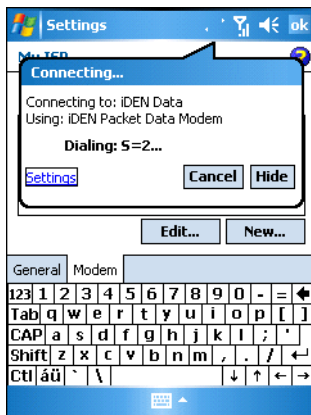 Settings
ok
My ISP
?
Connecting...
Connecting to: iDEN Data
Using: iDEN Packet Data Modem
Dialing: S=2...
Settings
Cancel
Hide
Edit...
New...
General
Modem
123 1 2 3 4 5 6 7 8 9 0 - =
Tab q w e r t y u i o p [ ]
CAP a s d f g h j k l ; '
Shift z x c v b n m , . /
Ctl áü ` \